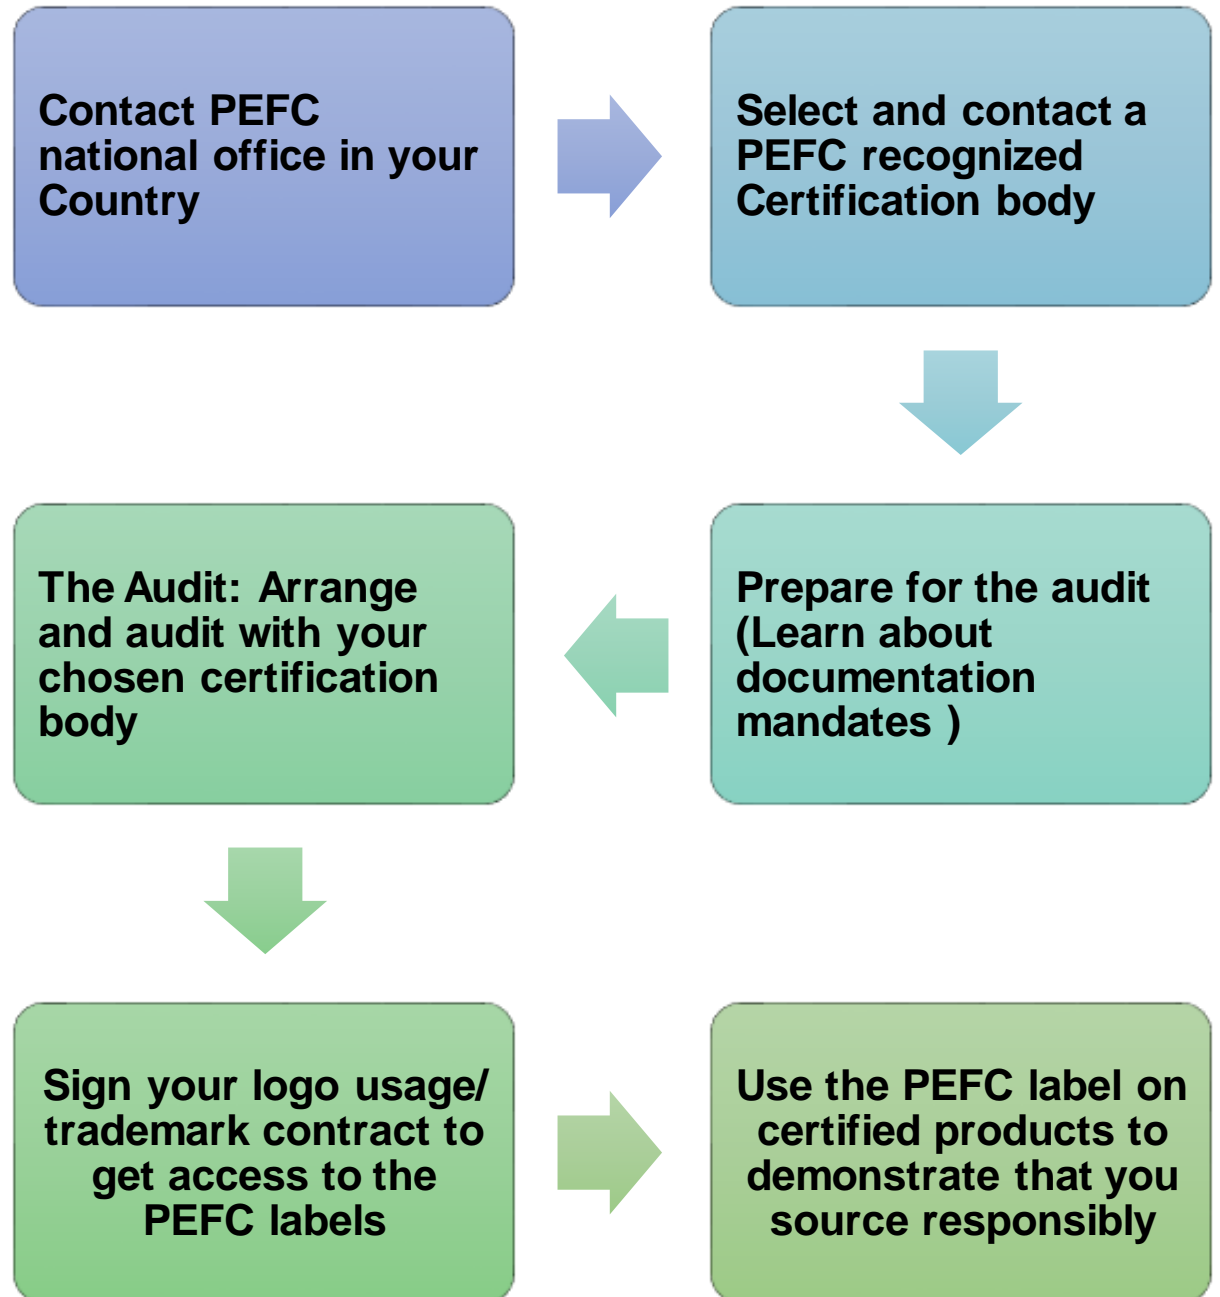 Contact PEFC
national office in your
Country
Select and contact a
PEFC recognized
Certification body
Prepare for the audit
(Learn about
documentation
mandates )
The Audit: Arrange
and audit with your
chosen certification
body
Sign your logo usage/
trademark contract to
get access to the
PEFC labels
Use the PEFC label on
certified products to
demonstrate that you
source responsibly